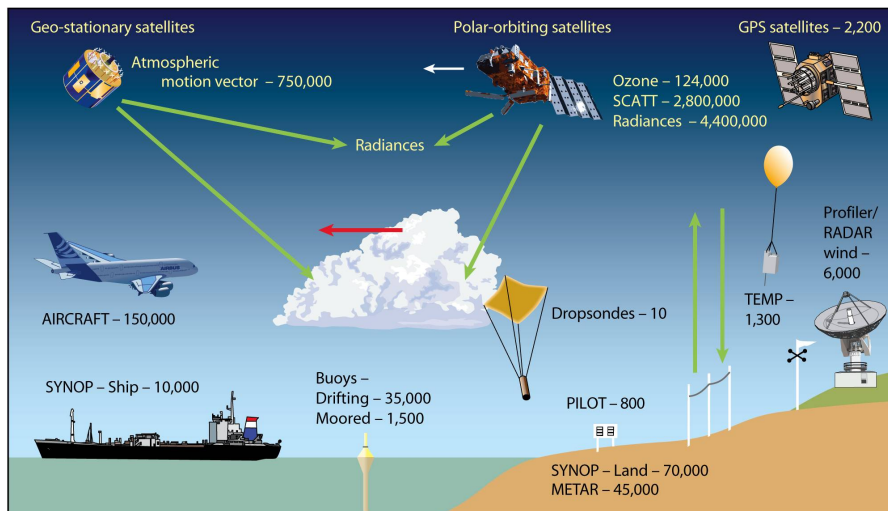 Geo-stationary satellites
Polar-orbiting satellites
GPS satellites – 2,200
Atmospheric
motion vector – 750,000
Ozone – 124,000
SCATT – 2,800,000
Radiances – 4,400,000
Radiances
Profiler/
RADAR
wind –
6,000
AIRBUS
AIRCRAFT – 150,000
Dropsondes – 10
TEMP –
1,300
SYNOP – Ship – 10,000
Buoys –
Drifting – 35,000
Moored – 1,500
PILOT – 800
SYNOP – Land – 70,000
METAR – 45,000